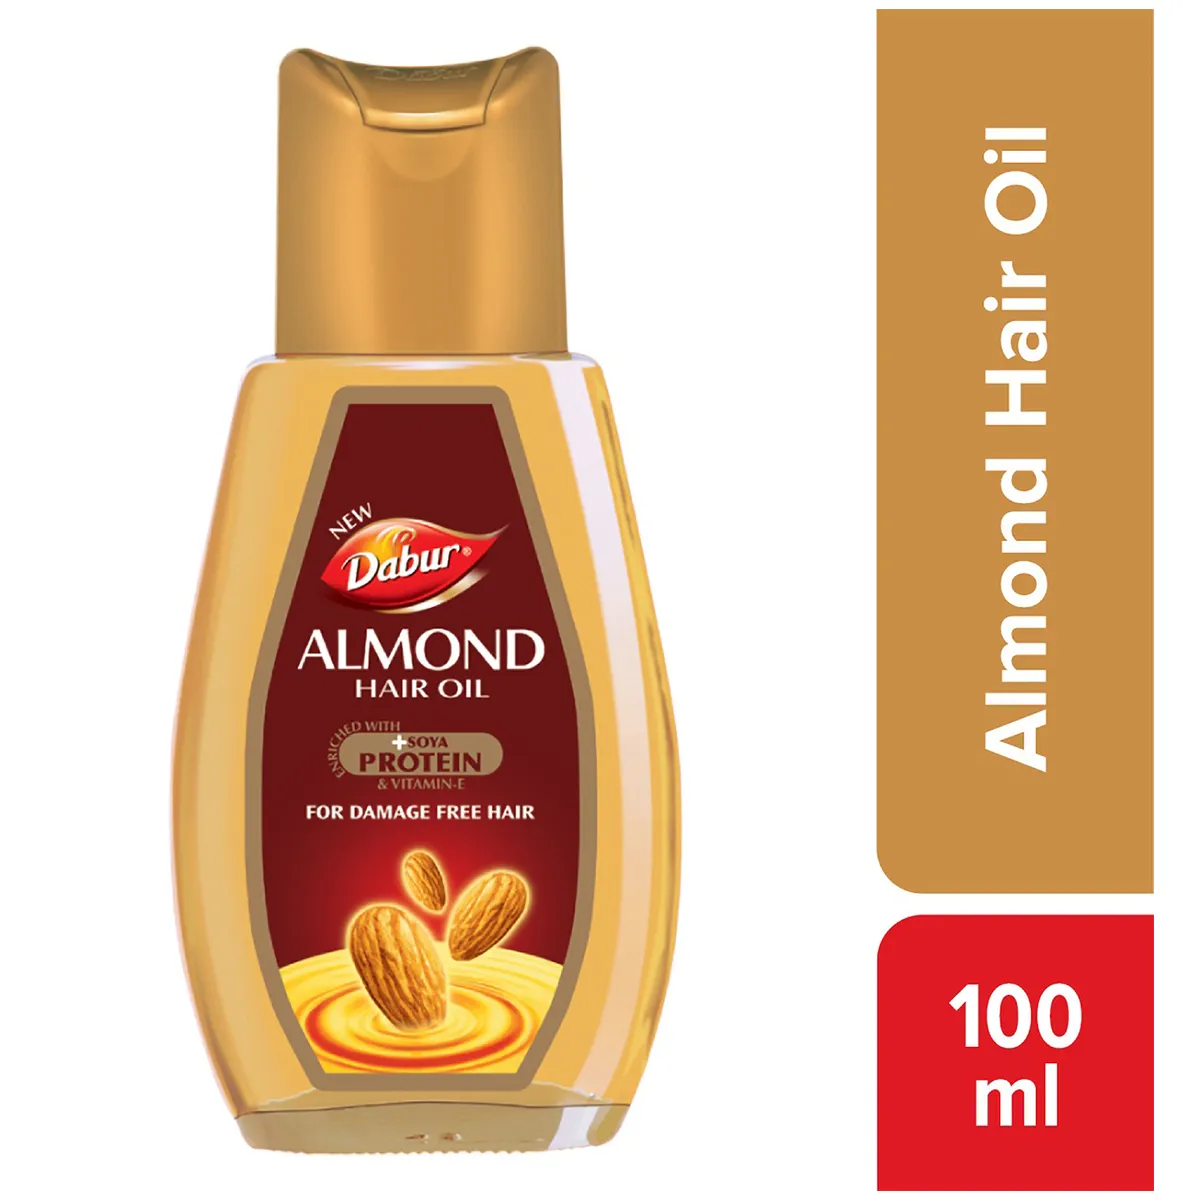 Dabur
NEW
Dabur®
ALMOND
HAIR OIL
ENRICHED WITH
+SOYA
PROTEIN
& VITAMIN-E
FOR DAMAGE FREE HAIR
Almond Hair Oil
100
ml